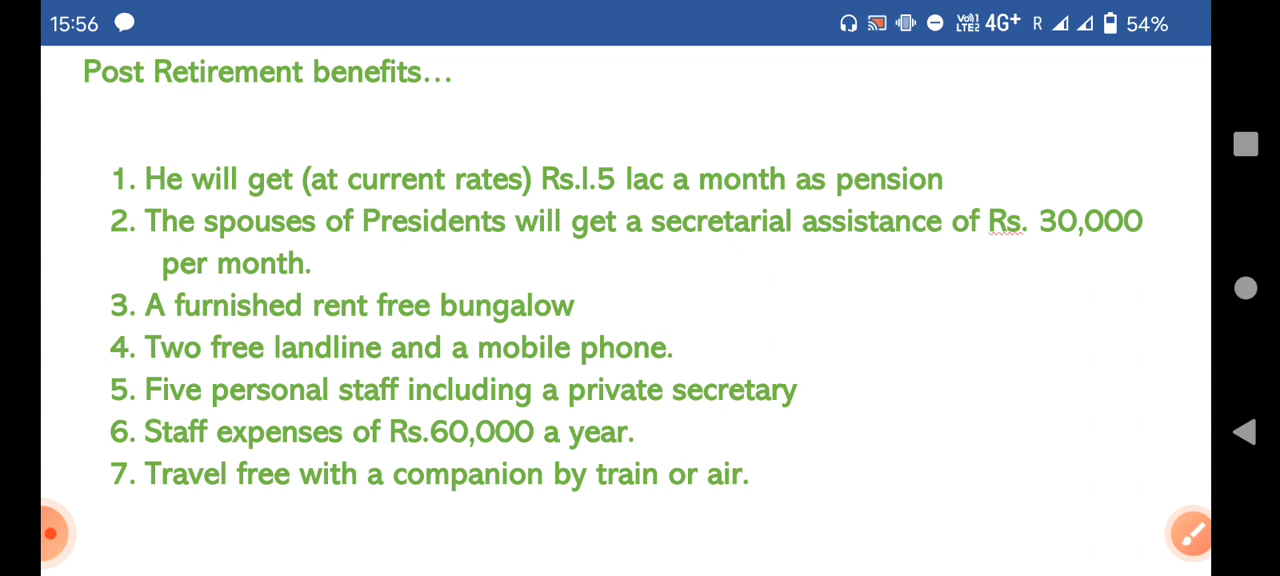 15:56 Vo)) 1 LTE2 4G+ R 54%
Post Retirement benefits...
1. He will get (at current rates) Rs.l.5 lac a month as pension
2. The spouses of Presidents will get a secretarial assistance of Rs. 30,000
per month.
3. A furnished rent free bungalow
4. Two free landline and a mobile phone.
5. Five personal staff including a private secretary
6. Staff expenses of Rs.60,000 a year.
7. Travel free with a companion by train or air.